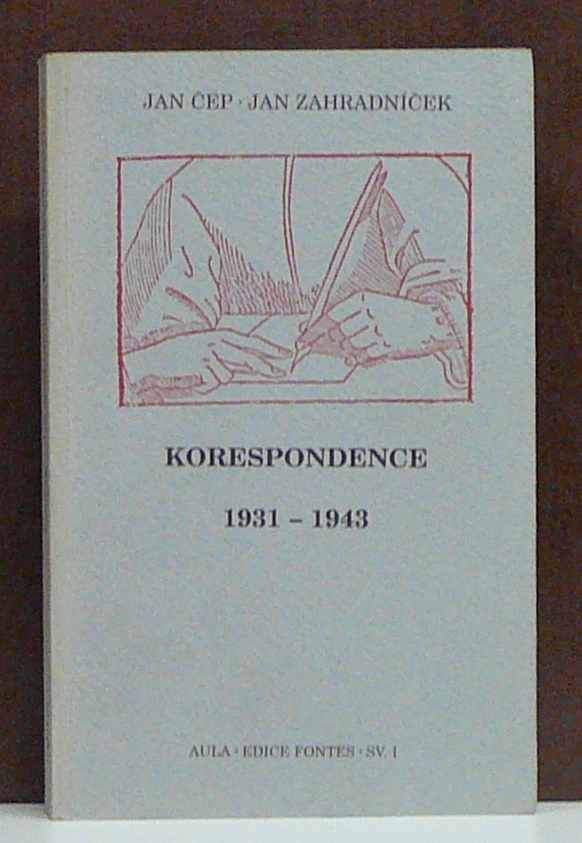 JAN ČEP · JAN ZAHRADNÍČEK
KORESPONDENCE
1931 – 1943
AULA · EDICE FONTES · SV. I